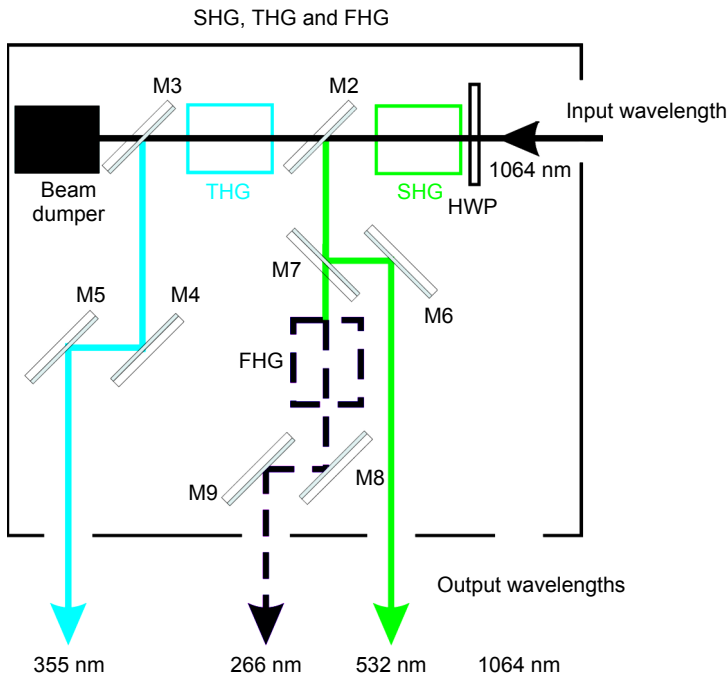 SHG, THG and FHG
M3
M2
Input wavelength
1064 nm
Beam
dumper
THG
SHG
HWP
M7
M6
M5
M4
FHG
M9
M8
Output wavelengths
355 nm
266 nm
532 nm
1064 nm